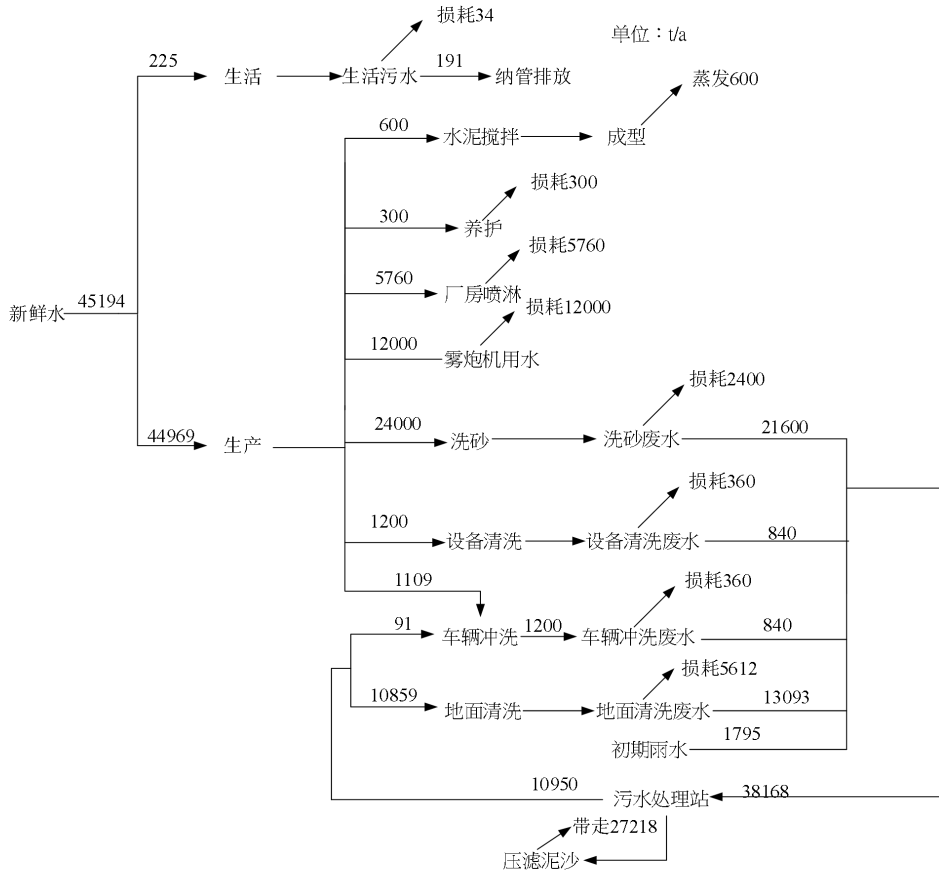 损耗34
单位：t/a
225
生活
生活污水
191
纳管排放
蒸发600
600
水泥搅拌
成型
损耗300
300
养护
损耗5760
5760
厂房喷淋
新鲜水
45194
损耗12000
12000
雾炮机用水
损耗2400
44969
生产
24000
洗砂
洗砂废水
21600
损耗360
1200
设备清洗
设备清洗废水
840
1109
损耗360
91
车辆冲洗
1200
车辆冲洗废水
840
损耗5612
10859
地面清洗
地面清洗废水
13093
初期雨水
1795
10950
污水处理站
38168
带走27218
压滤泥沙